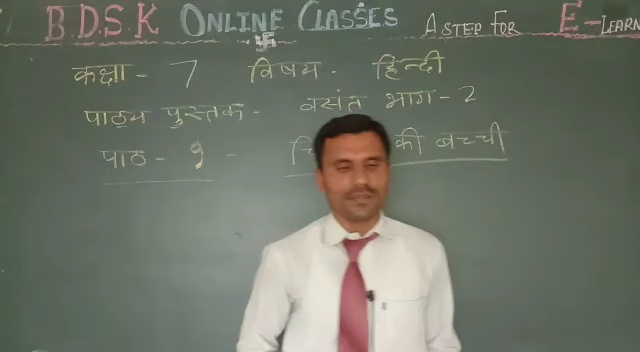 B.D.S.K ONLINE CLASSES A STEP FOR E-LEARN
कक्षा - 7 विषय - हिन्दी
पाठ्य पुस्तक - वसंत भाग - 2
पाठ - 9 - की बच्ची